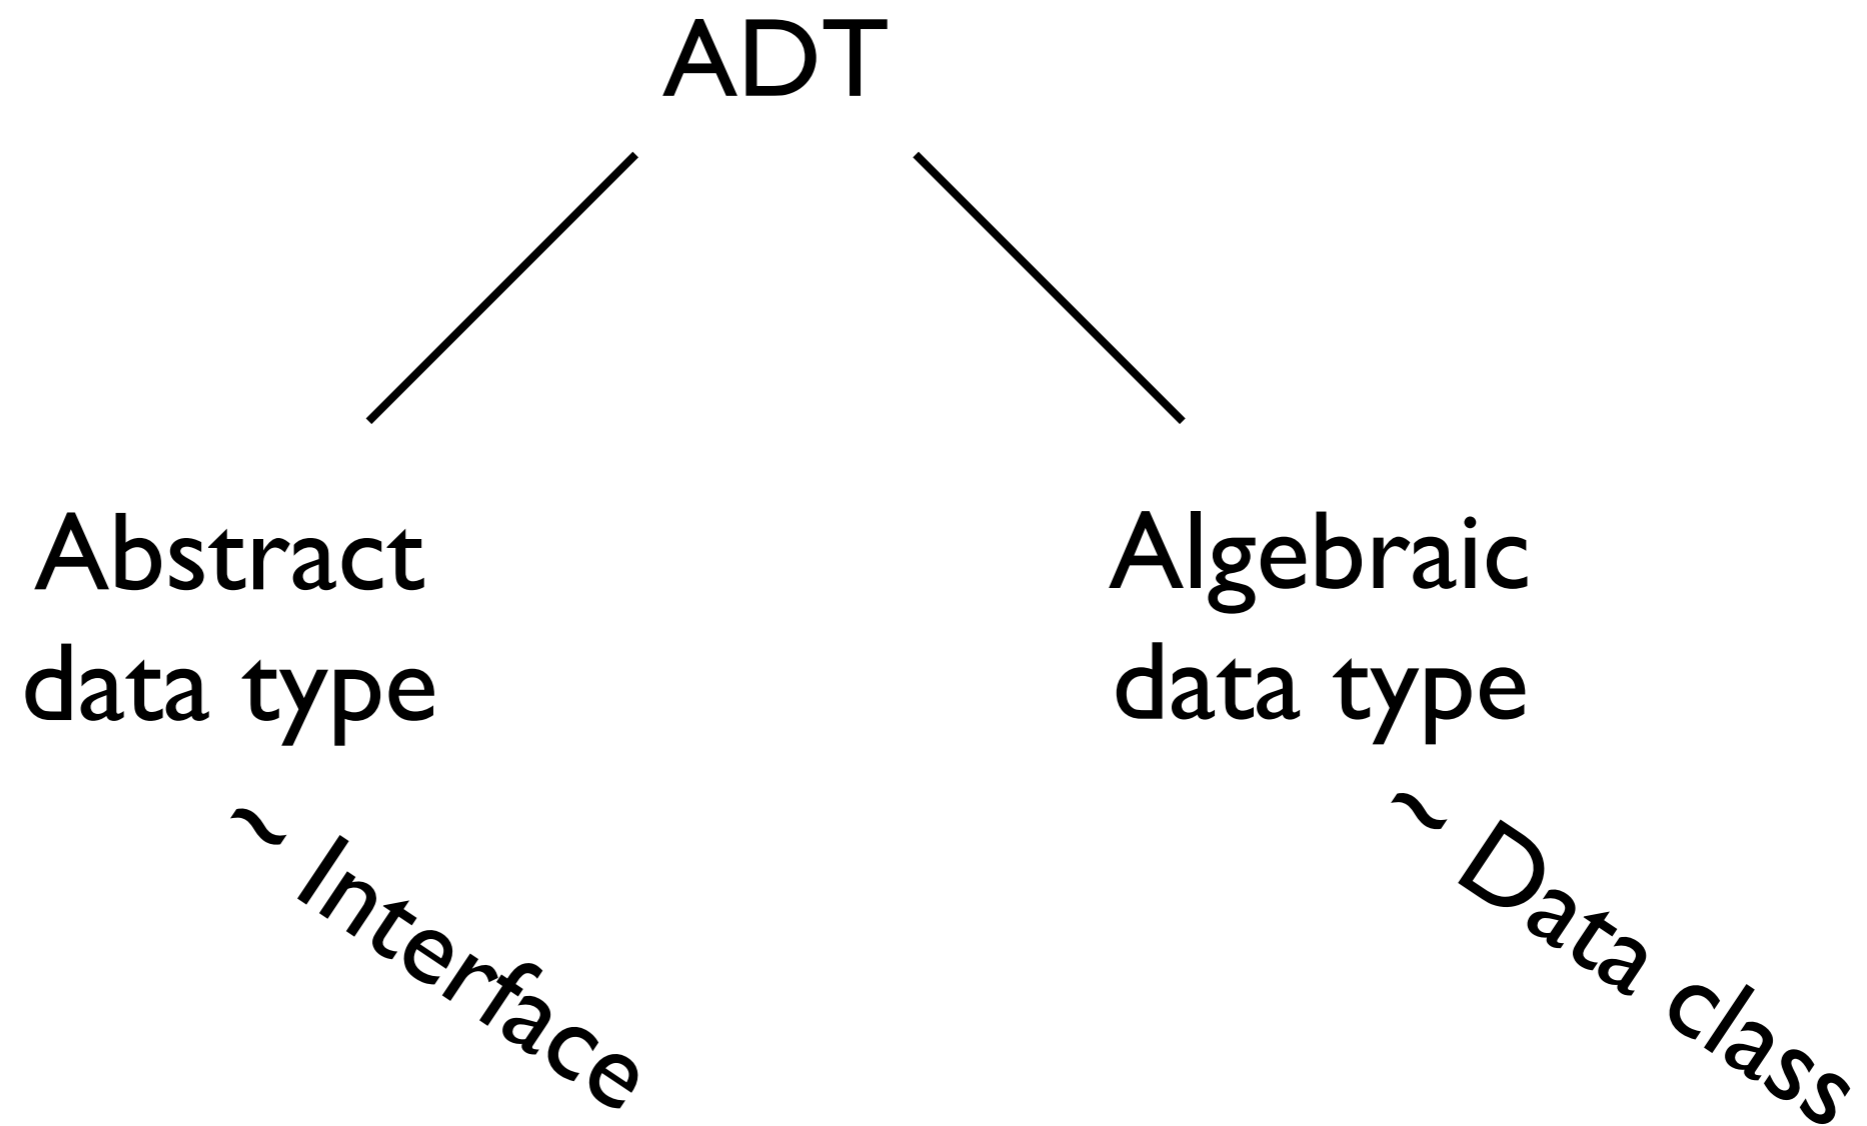 ADT
Abstract
data type
~ Interface
Algebraic
data type
~ Data class